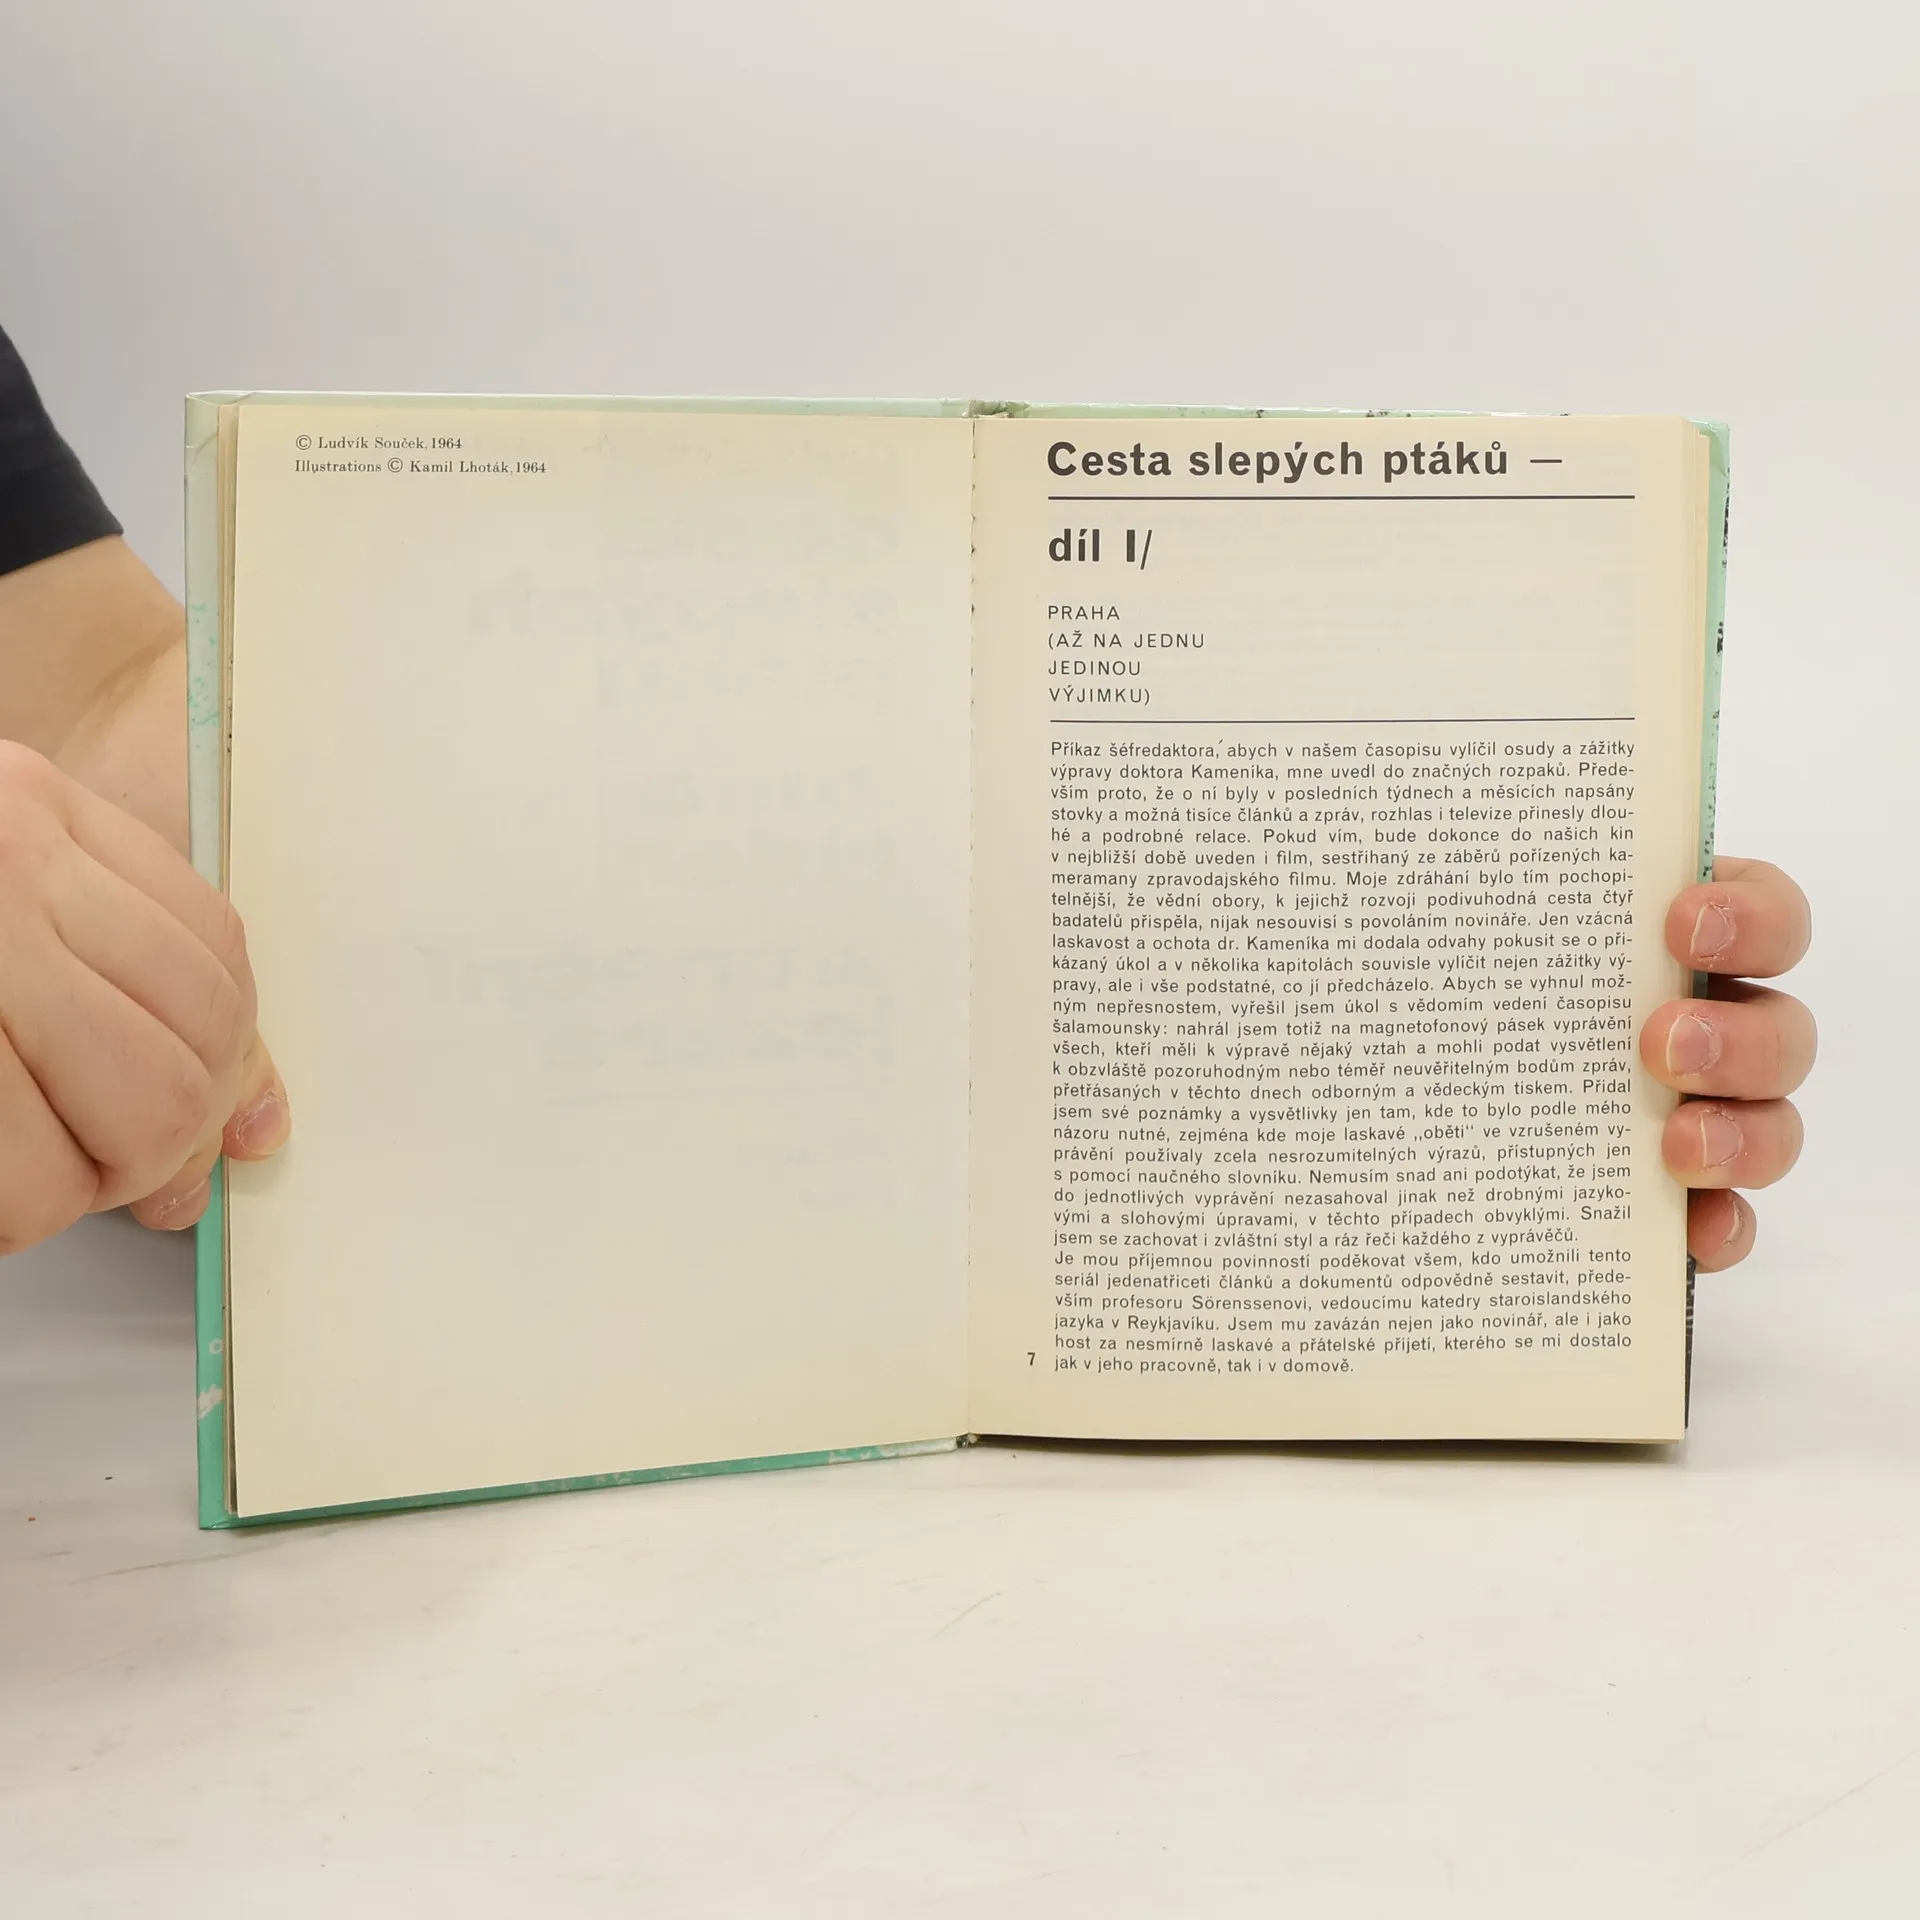 © Ludvík Souček, 1964
Illustrations © Kamil Lhoták, 1964
Cesta slepých ptáků —
díl I/
PRAHA
(AŽ NA JEDNU
JEDINOU
VÝJIMKU)
Příkaz šéfredaktora, abych v našem časopisu vylíčil osudy a zážitky
výpravy doktora Kameníka, mne uvedl do značných rozpaků. Přede-
vším proto, že o ní byly v posledních týdnech a měsících napsány
stovky a možná tisíce článků a zpráv, rozhlas i televize přinesly dlou-
hé a podrobné relace. Pokud vím, bude dokonce do našich kin
v nejbližší době uveden i film, sestříhaný ze záběrů pořízených ka-
meramany zpravodajského filmu. Moje zdráhání bylo tím pochopi-
telnější, že vědní obory, k jejichž rozvoji podivuhodná cesta čtyř
badatelů přispěla, nijak nesouvisí s povoláním novináře. Jen vzácná
laskavost a ochota dr. Kameníka mi dodala odvahy pokusit se o při-
kázaný úkol a v několika kapitolách souvisle vylíčit nejen zážitky vý-
pravy, ale i vše podstatné, co jí předcházelo. Abych se vyhnul mož-
ným nepřesnostem, vyřešil jsem úkol s vědomím vedení časopisu
šalamounsky: nahrál jsem totiž na magnetofonový pásek vyprávění
všech, kteří měli k výpravě nějaký vztah a mohli podat vysvětlení
k obzvláště pozoruhodným nebo téměř neuvěřitelným bodům zpráv,
přetřásaných v těchto dnech odborným a vědeckým tiskem. Přidal
jsem své poznámky a vysvětlivky jen tam, kde to bylo podle mého
názoru nutné, zejména kde moje laskavé „oběti“ ve vzrušeném vy-
právění používaly zcela nesrozumitelných výrazů, přístupných jen
s pomocí naučného slovníku. Nemusím snad ani podotýkat, že jsem
do jednotlivých vyprávění nezasahoval jinak než drobnými jazyko-
vými a slohovými úpravami, v těchto případech obvyklými. Snažil
jsem se zachovat i zvláštní styl a ráz řeči každého z vyprávěčů.
Je mou příjemnou povinností poděkovat všem, kdo umožnili tento
seriál jedenatřiceti článků a dokumentů odpovědně sestavit, přede-
vším profesoru Sörenssenovi, vedoucímu katedry staroislandského
jazyka v Reykjavíku. Jsem mu zavázán nejen jako novinář, ale i jako
host za nesmírně laskavé a přátelské přijetí, kterého se mi dostalo
jak v jeho pracovně, tak i v domově.
7